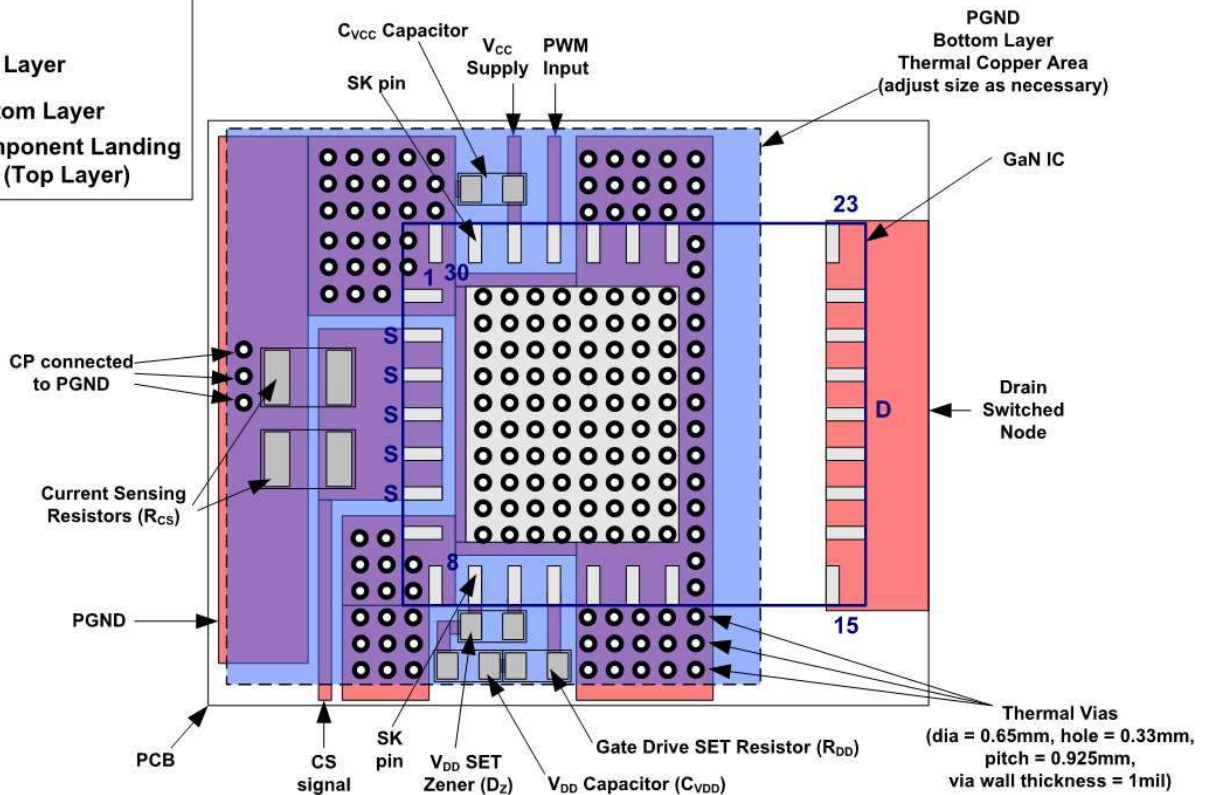 Layer
tom Layer
mponent Landing
(Top Layer)
CVCC Capacitor
SK pin
VCC
Supply
PWM
Input
PGND
Bottom Layer
Thermal Copper Area
(adjust size as necessary)
GaN IC
23
1 30
S
S
S
S
S
D
8
15
CP connected
to PGND
Current Sensing
Resistors (RCS)
PGND
PCB
CS
signal
SK
pin
VDD SET
Zener (DZ)
VDD Capacitor (CVDD)
Gate Drive SET Resistor (RDD)
Drain
Switched
Node
Thermal Vias
(dia = 0.65mm, hole = 0.33mm,
pitch = 0.925mm,
via wall thickness = 1mil)